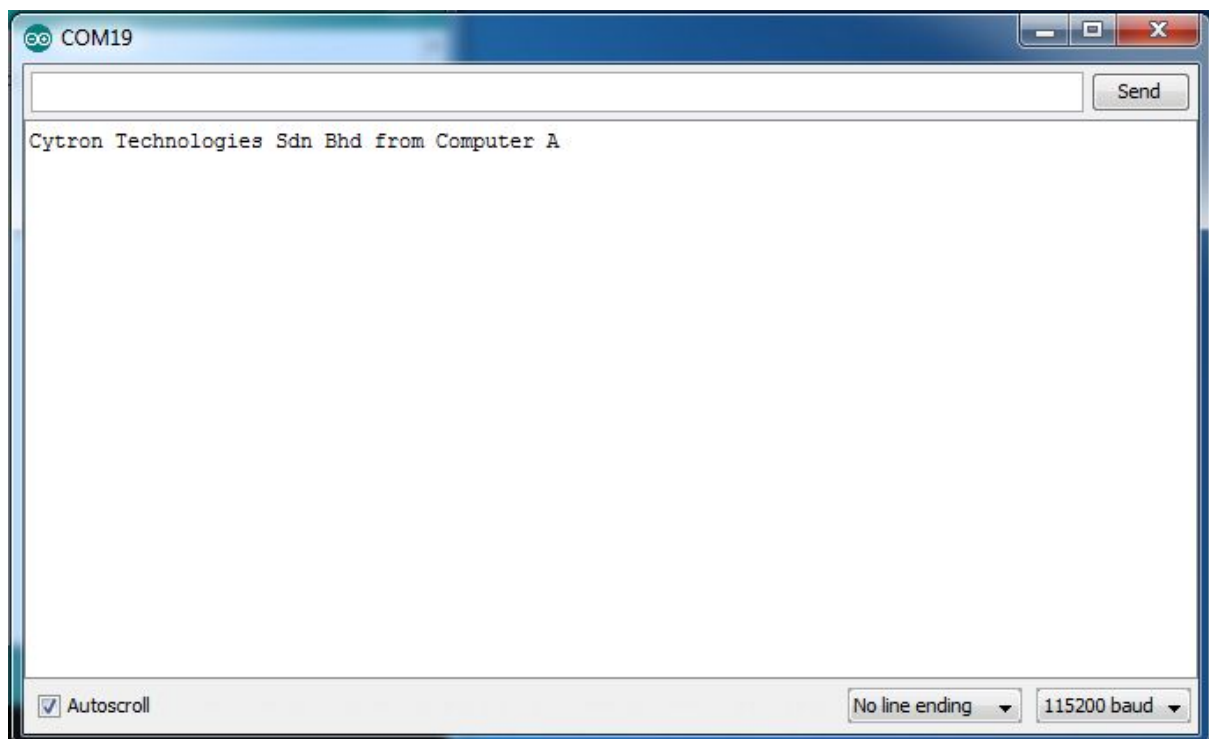 COM19
Send
Cytron Technologies Sdn Bhd from Computer A
Autoscroll
No line ending
115200 baud